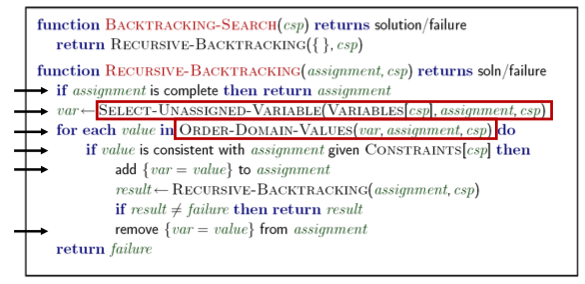 function BACKTRACKING-SEARCH(csp) returns solution/failure
return RECURSIVE-BACKTRACKING({ }, csp)
function RECURSIVE-BACKTRACKING(assignment, csp) returns soln/failure
if assignment is complete then return assignment
var ← SELECT-UNASSIGNED-VARIABLE(VARIABLES[csp], assignment, csp)
for each value in ORDER-DOMAIN-VALUES(var, assignment, csp) do
if value is consistent with assignment given CONSTRAINTS[csp] then
add {var = value} to assignment
result ← RECURSIVE-BACKTRACKING(assignment, csp)
if result ≠ failure then return result
remove {var = value} from assignment
return failure